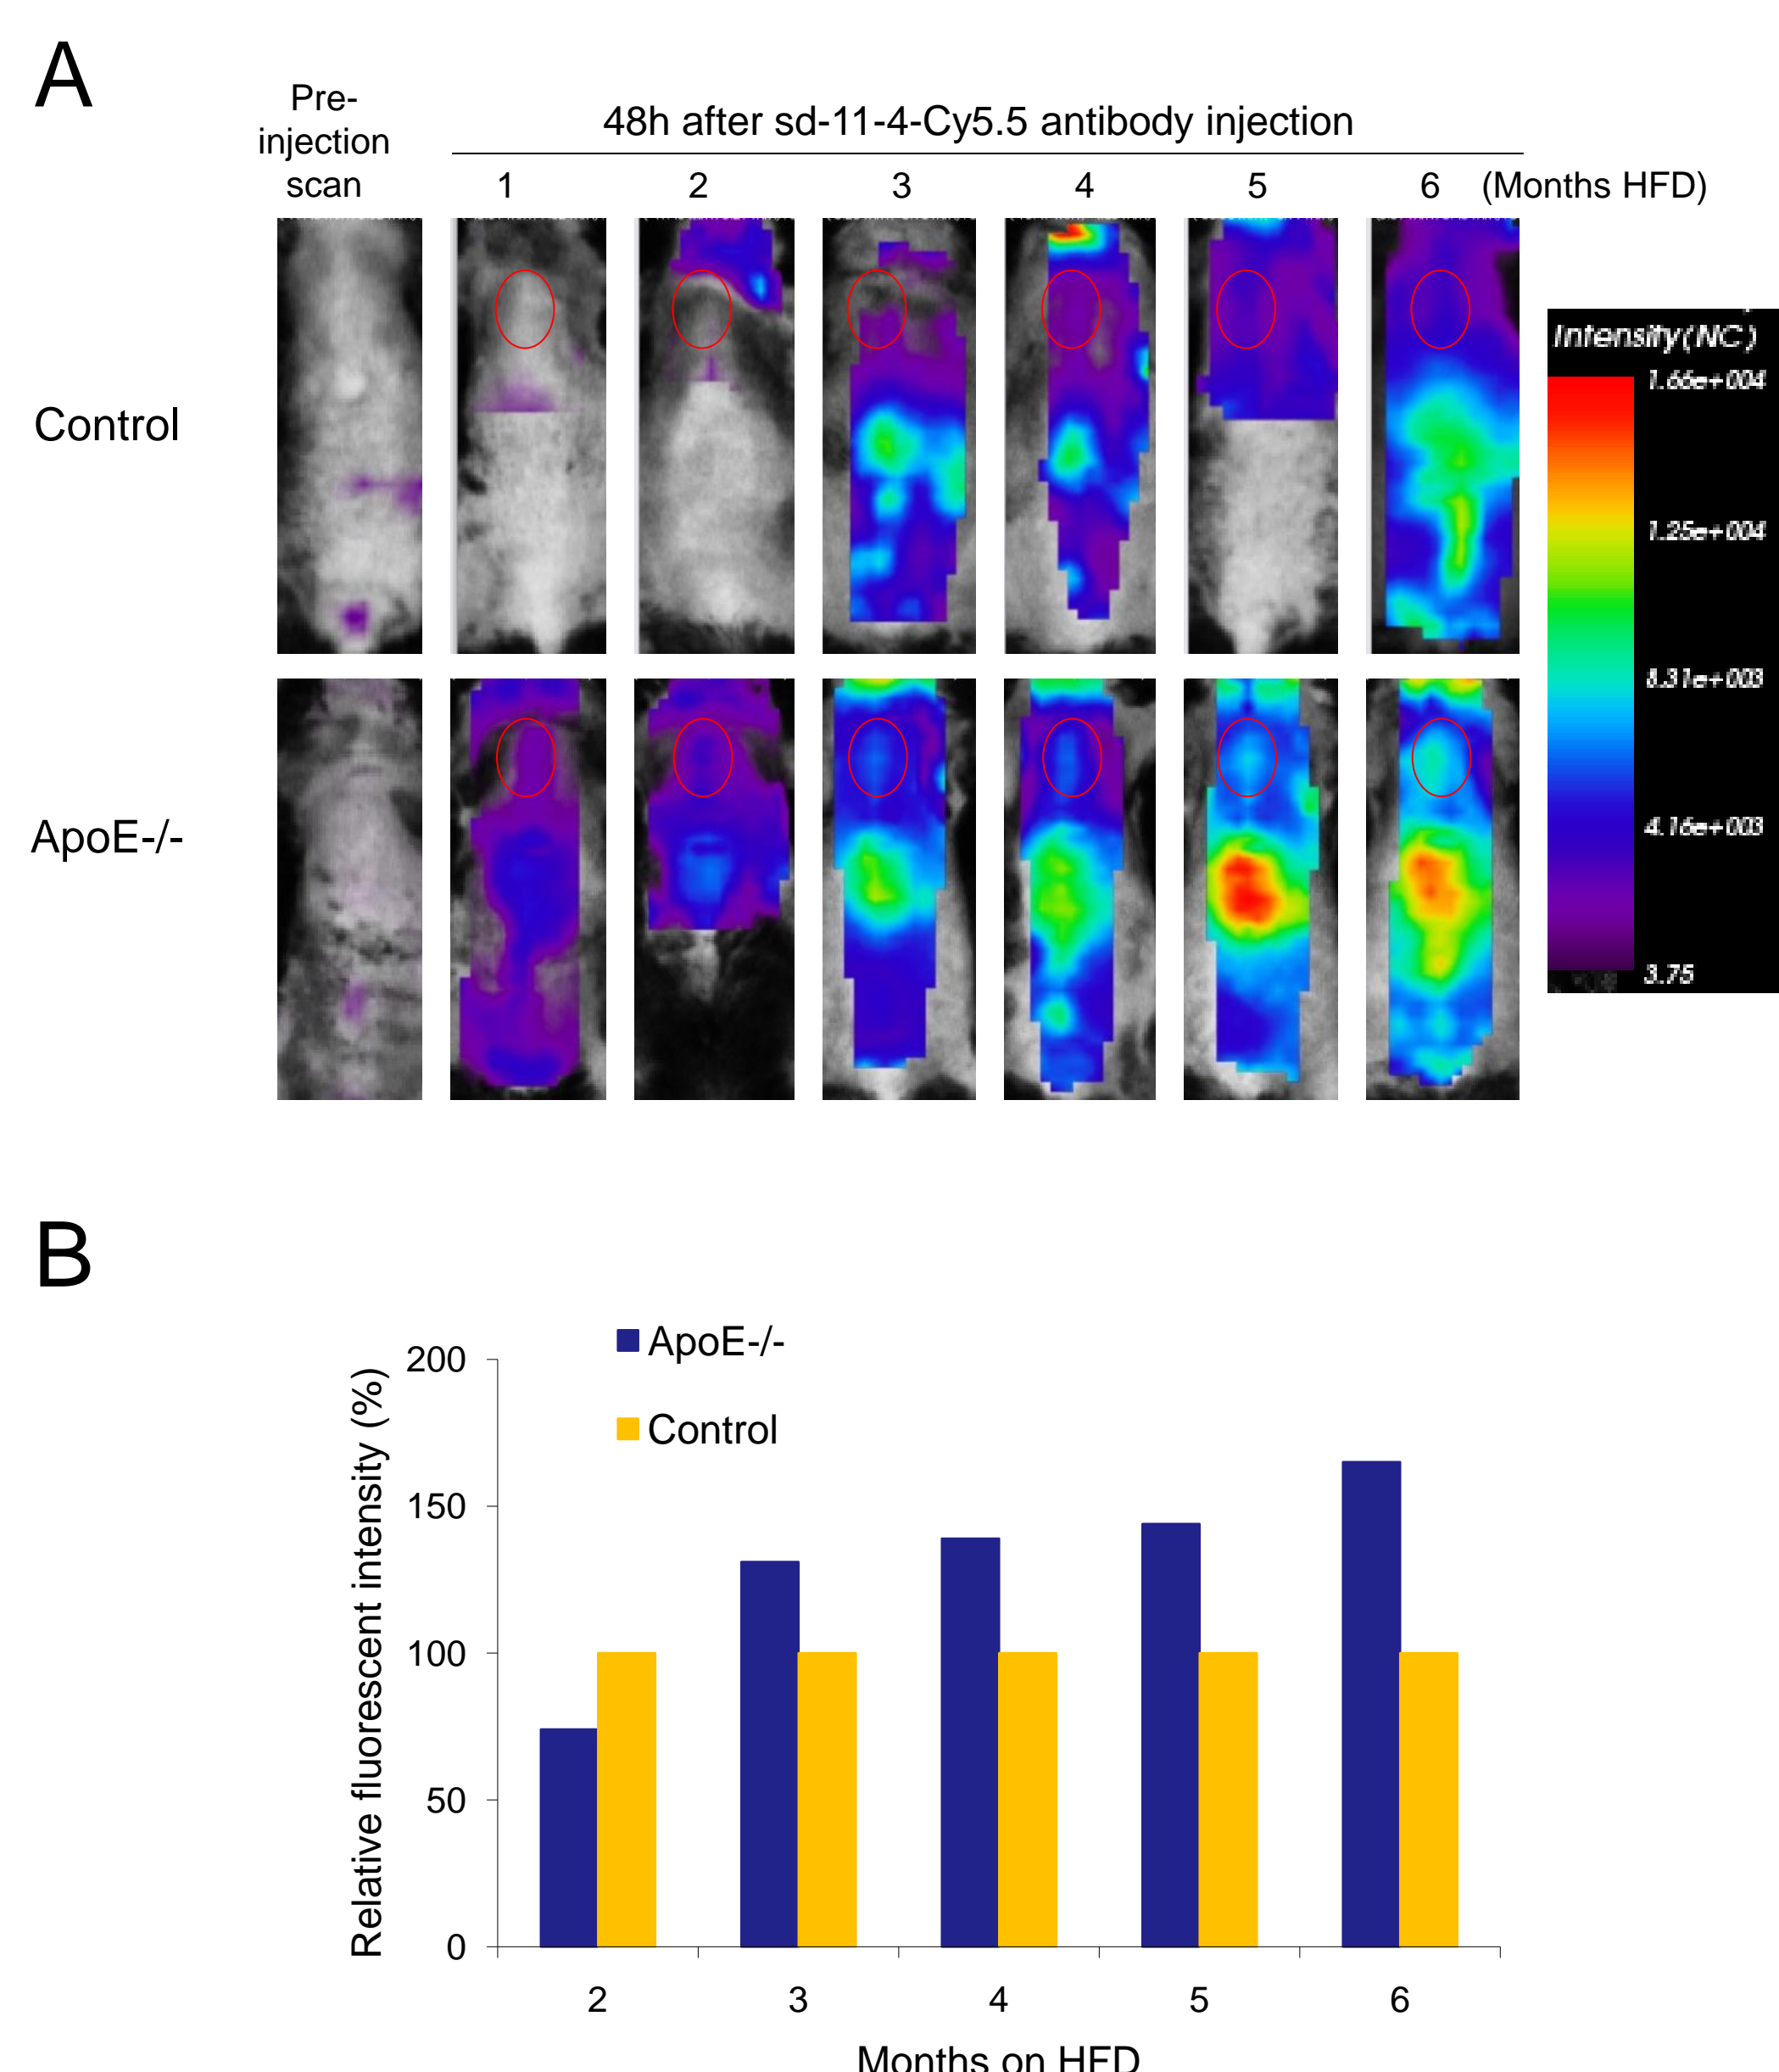 A
Pre-
injection
scan
48h after sd-11-4-Cy5.5 antibody injection
1 2 3 4 5 6 (Months HFD)
Control
ApoE-/-
Intensity(NC)
1.66e+004
1.25e+004
8.31e+003
4.16e+003
3.75
B
ApoE-/-
Control
Relative fluorescent intensity (%)
200
150
100
50
0
2 3 4 5 6
Months on HFD